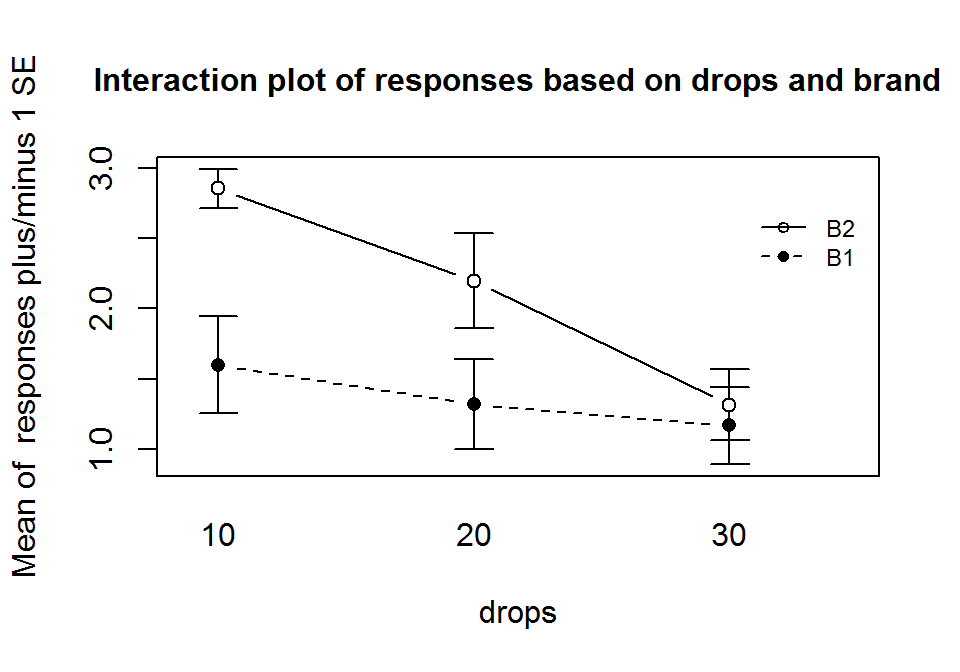 Interaction plot of responses based on drops and brand
Mean of  responses plus/minus 1 SE
3.0
2.0
1.0
B2
B1
10 20 30
drops